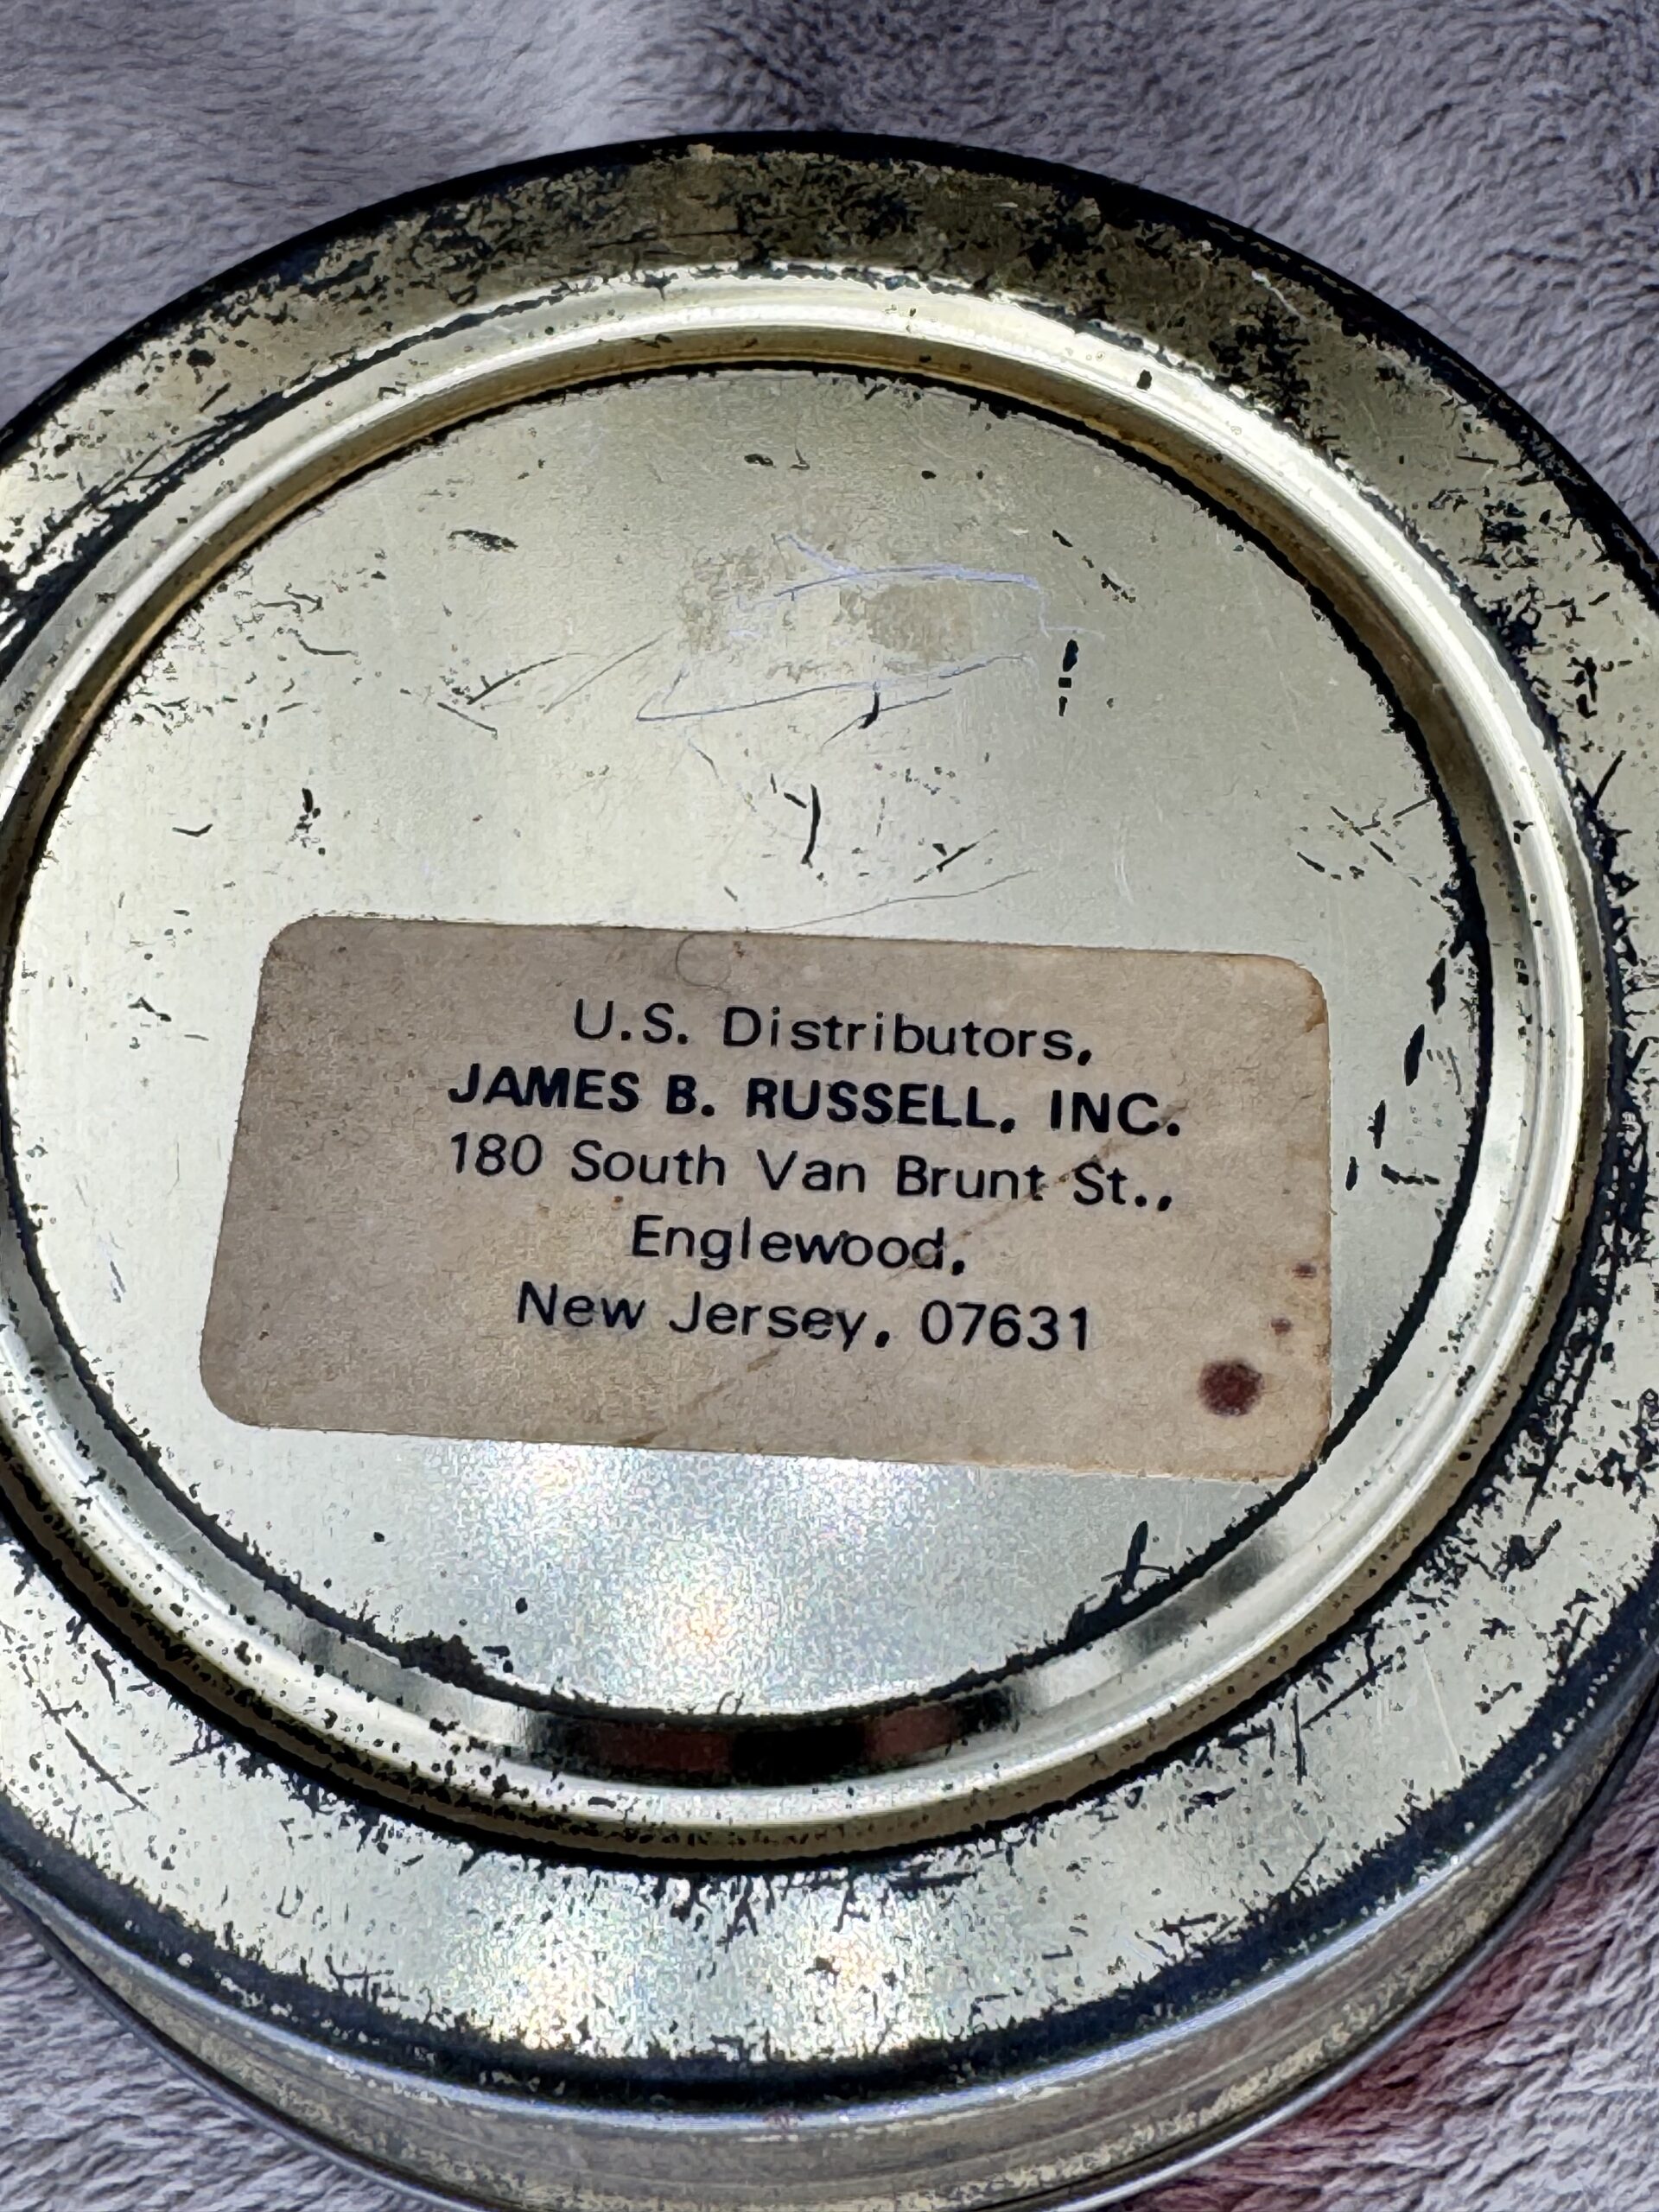 U.S. Distributors,
JAMES B. RUSSELL, INC.
180 South Van Brunt St.,
Englewood,
New Jersey, 07631